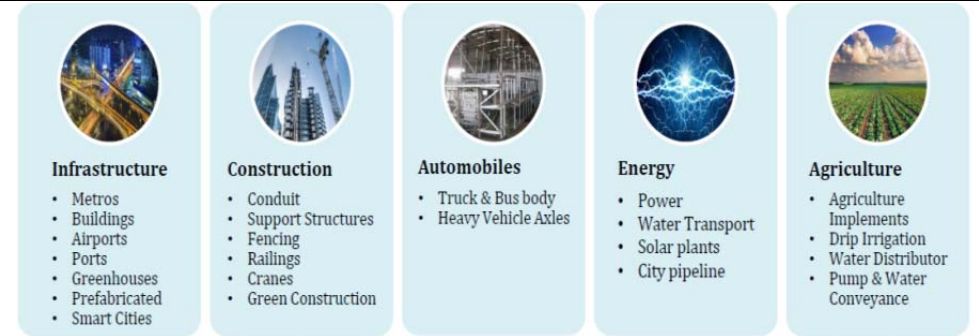 Infrastructure
• Metros
• Buildings
• Airports
• Ports
• Greenhouses
• Prefabricated
• Smart Cities
Construction
• Conduit
• Support Structures
• Fencing
• Railings
• Cranes
• Green Construction
Automobiles
• Truck & Bus body
• Heavy Vehicle Axles
Energy
• Power
• Water Transport
• Solar plants
• City pipeline
Agriculture
• Agriculture
Implements
• Drip Irrigation
• Water Distributor
• Pump & Water
Conveyance